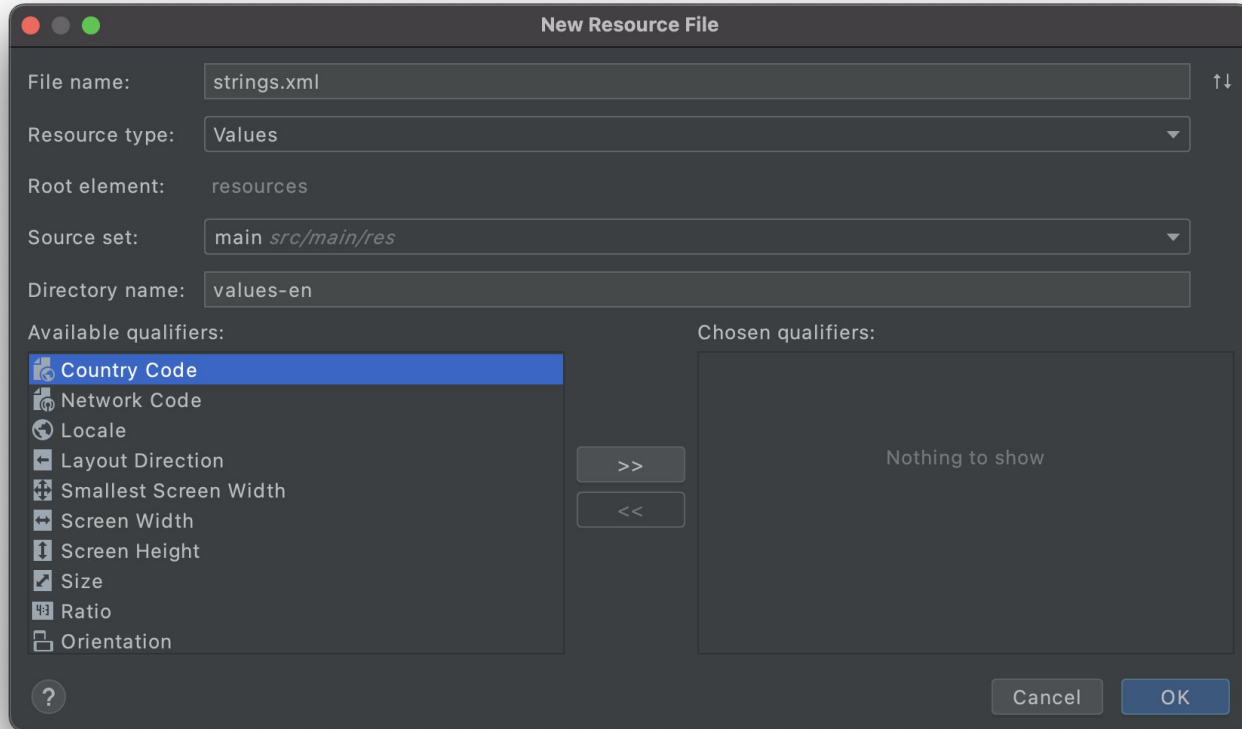 New Resource File
File name: strings.xml
Resource type: Values
Root element: resources
Source set: main src/main/res
Directory name: values-en
Available qualifiers:
Country Code
Network Code
Locale
Layout Direction
Smallest Screen Width
Screen Width
Screen Height
Size
4:3 Ratio
Orientation
>>
<<
Chosen qualifiers:
Nothing to show
?
Cancel
OK